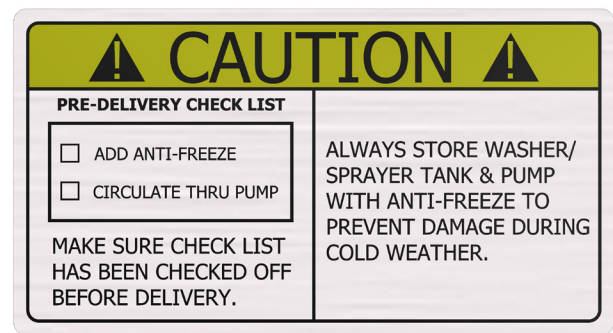 CAUTION
PRE-DELIVERY CHECK LIST
ADD ANTI-FREEZE
CIRCULATE THRU PUMP
MAKE SURE CHECK LIST
HAS BEEN CHECKED OFF
BEFORE DELIVERY.
ALWAYS STORE WASHER/
SPRAYER TANK & PUMP
WITH ANTI-FREEZE TO
PREVENT DAMAGE DURING
COLD WEATHER.